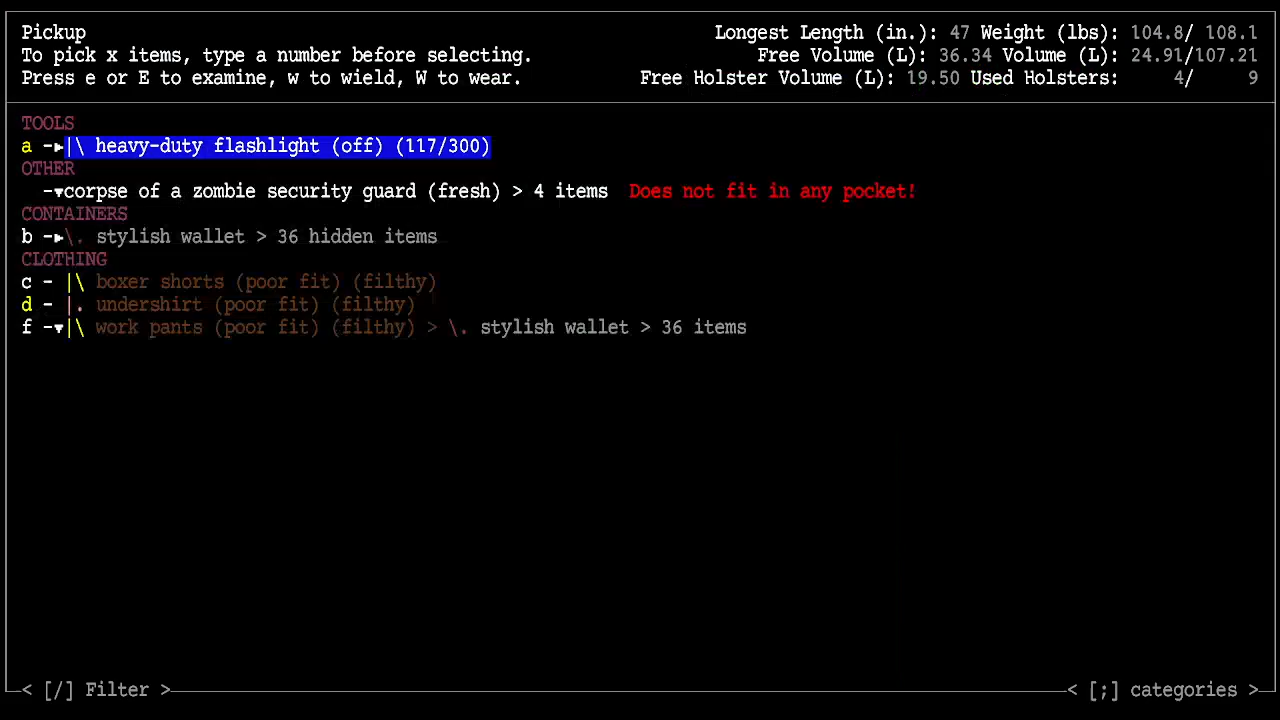 Pickup Longest Length (in.): 47 Weight (lbs): 104.8/ 108.1
To pick x items, type a number before selecting. Free Volume (L): 36.34 Volume (L): 24.91/107.21
Press e or E to examine, w to wield, W to wear. Free Holster Volume (L): 19.50 Used Holsters: 4/ 9
TOOLS
a -▸|\ heavy-duty flashlight (off) (117/300)
OTHER
-▾corpse of a zombie security guard (fresh) > 4 items Does not fit in any pocket!
CONTAINERS
b -▸\. stylish wallet > 36 hidden items
CLOTHING
c - |\ boxer shorts (poor fit) (filthy)
d - |. undershirt (poor fit) (filthy)
f -▾|\ work pants (poor fit) (filthy) > \. stylish wallet > 36 items
< [/] Filter > < [;] categories >